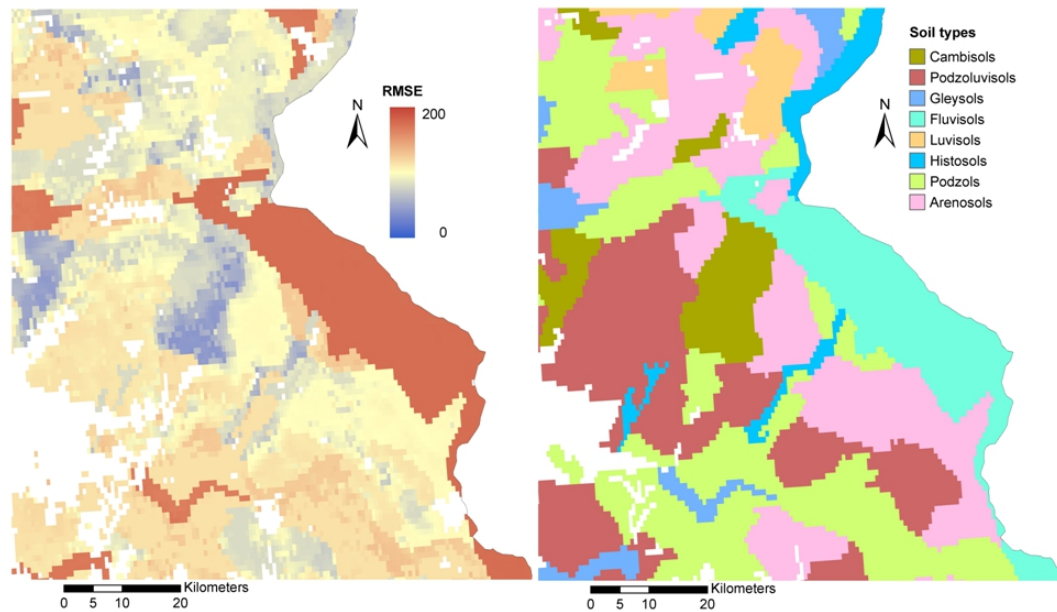 RMSE
200
0
N
Kilometers
0 5 10 20
Soil types
Cambisols
Podzoluvisols
Gleysols
Fluvisols
Luvisols
Histosols
Podzols
Arenosols
N
Kilometers
0 5 10 20